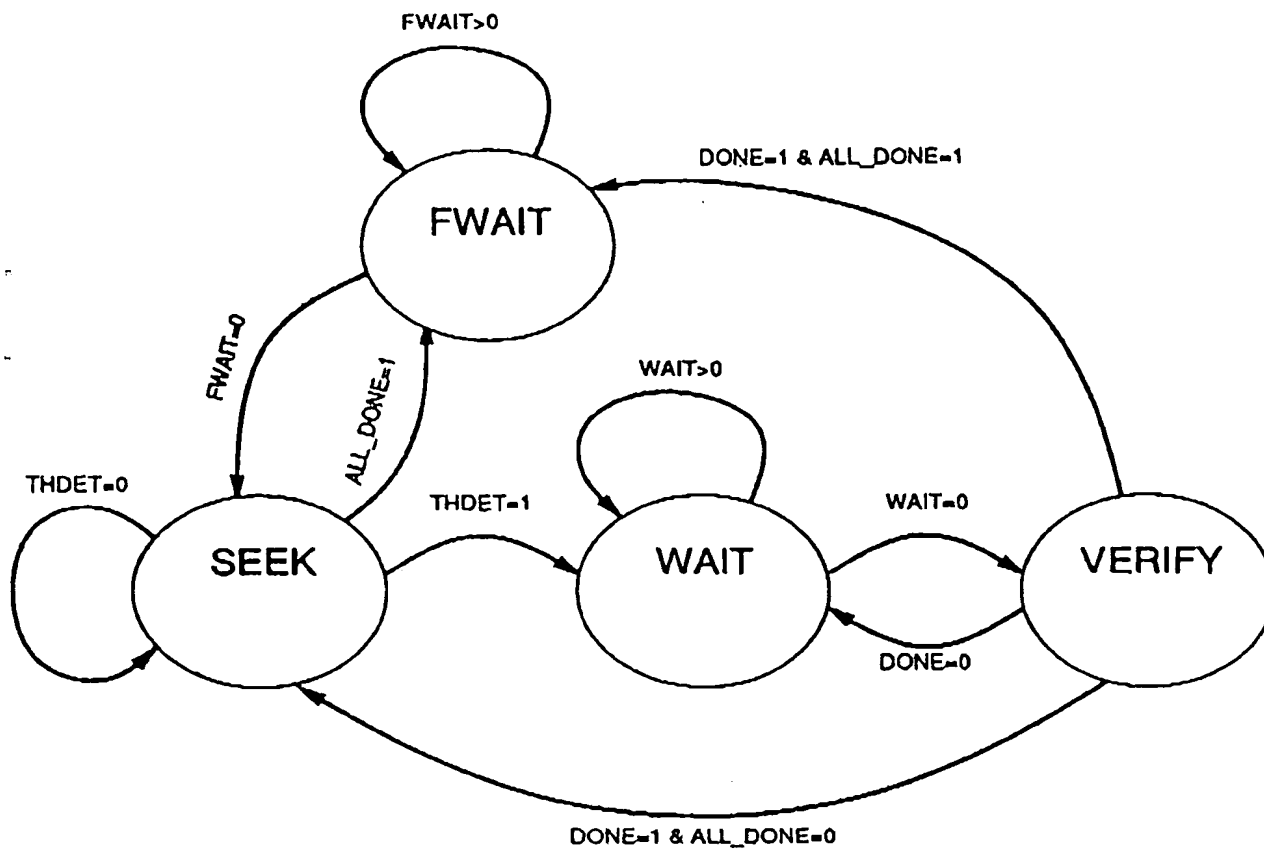 FWAIT>0
DONE=1 & ALL_DONE=1
FWAIT
FWAIT=0
ALL_DONE=1
WAIT>0
THDET=0
THDET=1
WAIT=0
SEEK
WAIT
VERIFY
DONE=0
DONE=1 & ALL_DONE=0